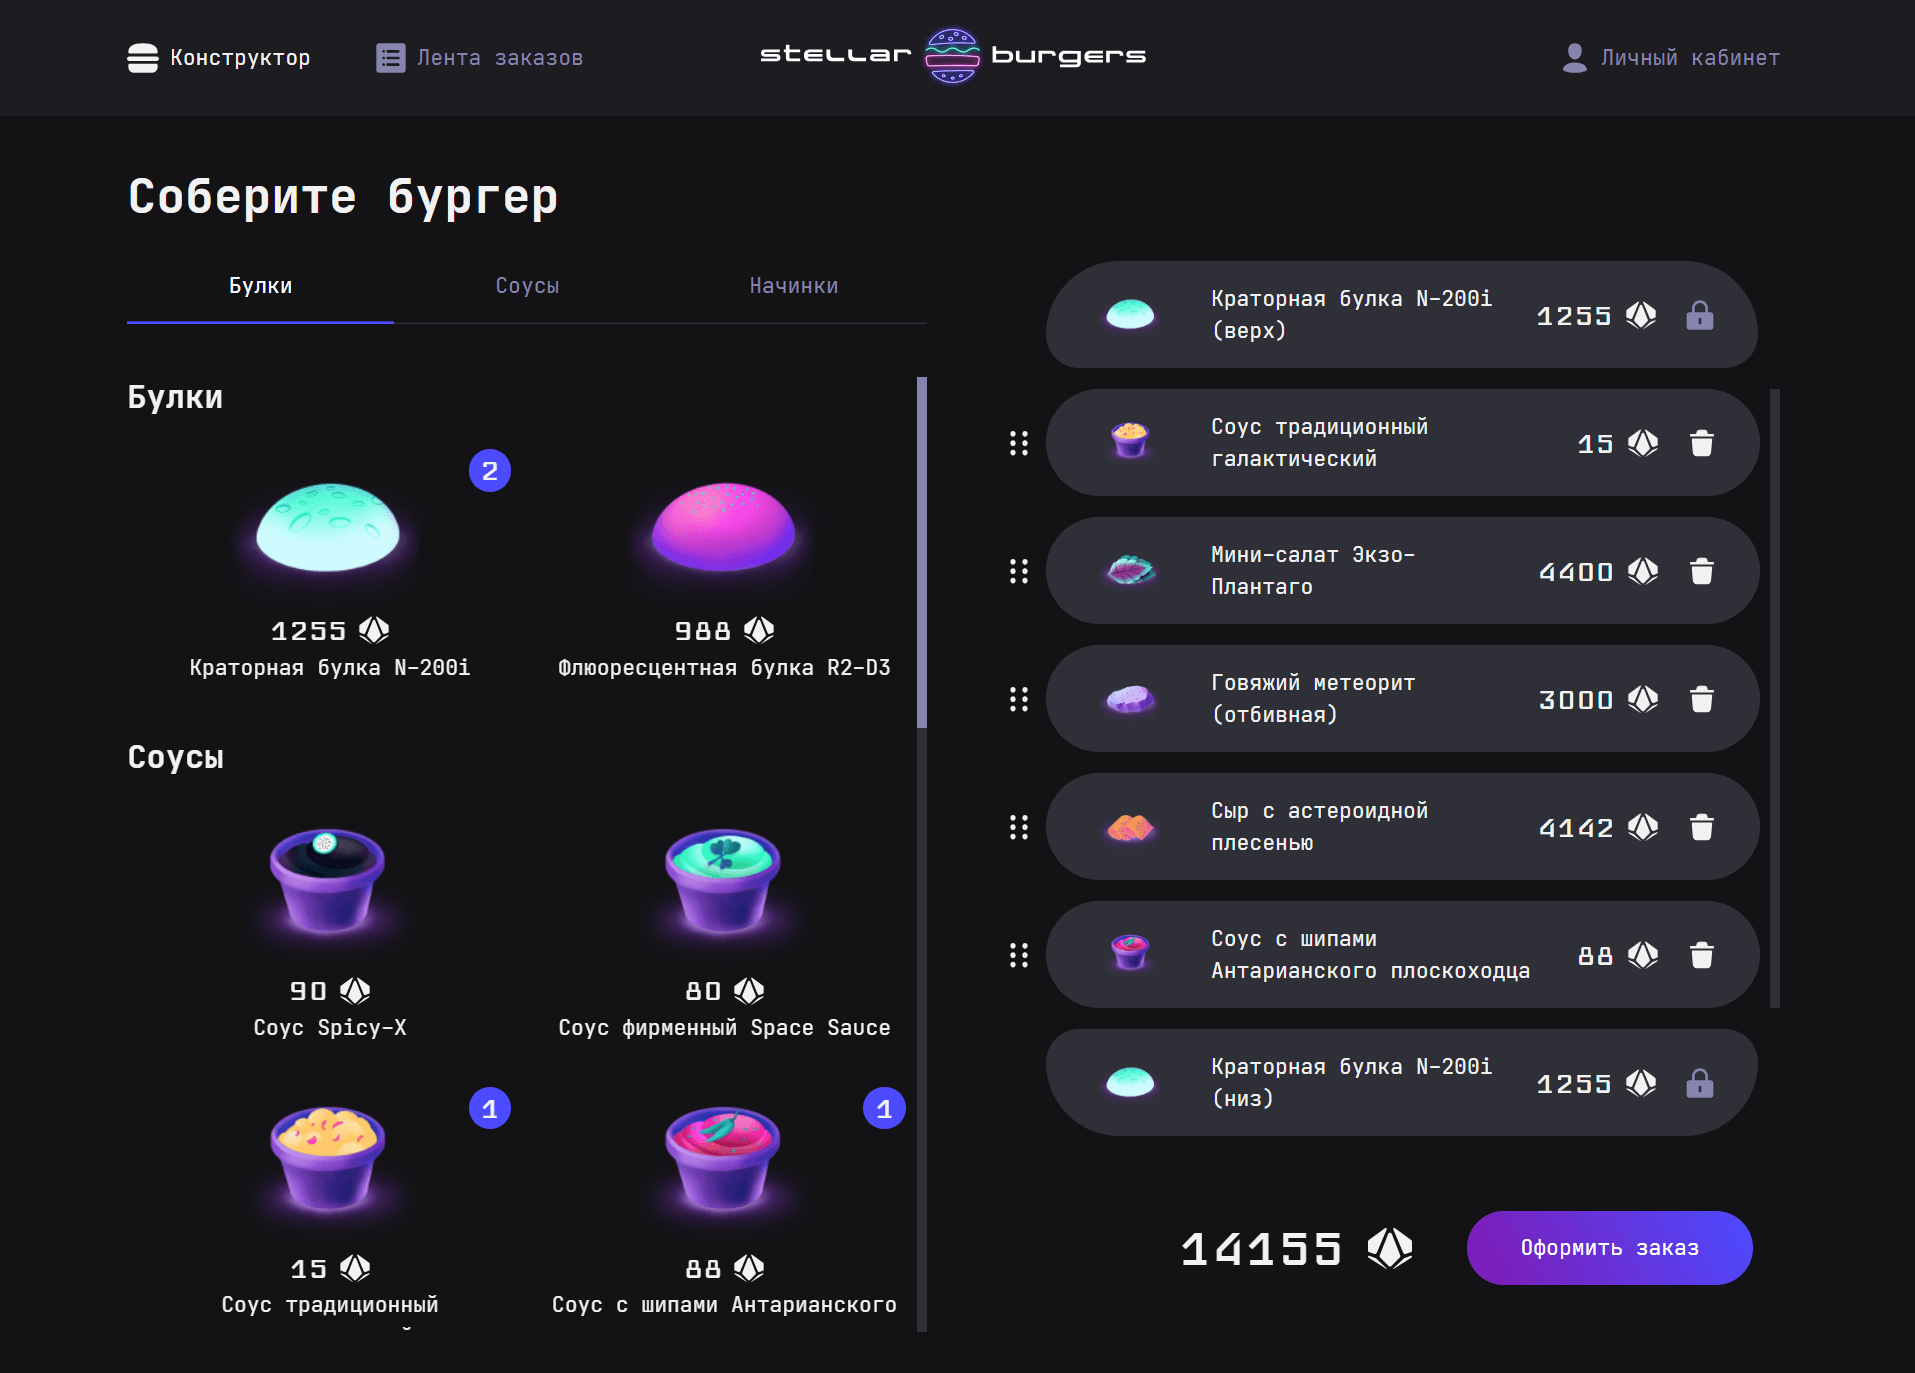 Конструктор
Лента заказов
stellar burgers
Личный кабинет
Соберите бургер
Булки
Соусы
Начинки
Булки
2
1255
Краторная булка N-200i
988
Флюоресцентная булка R2-D3
Соусы
90
Соус Spicy-X
80
Соус фирменный Space Sauce
1
15
Соус традиционный
1
88
Соус с шипами Антарианского
Краторная булка N-200i
(верх)
1255
Соус традиционный
галактический
15
Мини-салат Экзо-
Плантаго
4400
Говяжий метеорит
(отбивная)
3000
Сыр с астероидной
плесенью
4142
Соус с шипами
Антарианского плоскоходца
88
Краторная булка N-200i
(низ)
1255
14155
Оформить заказ